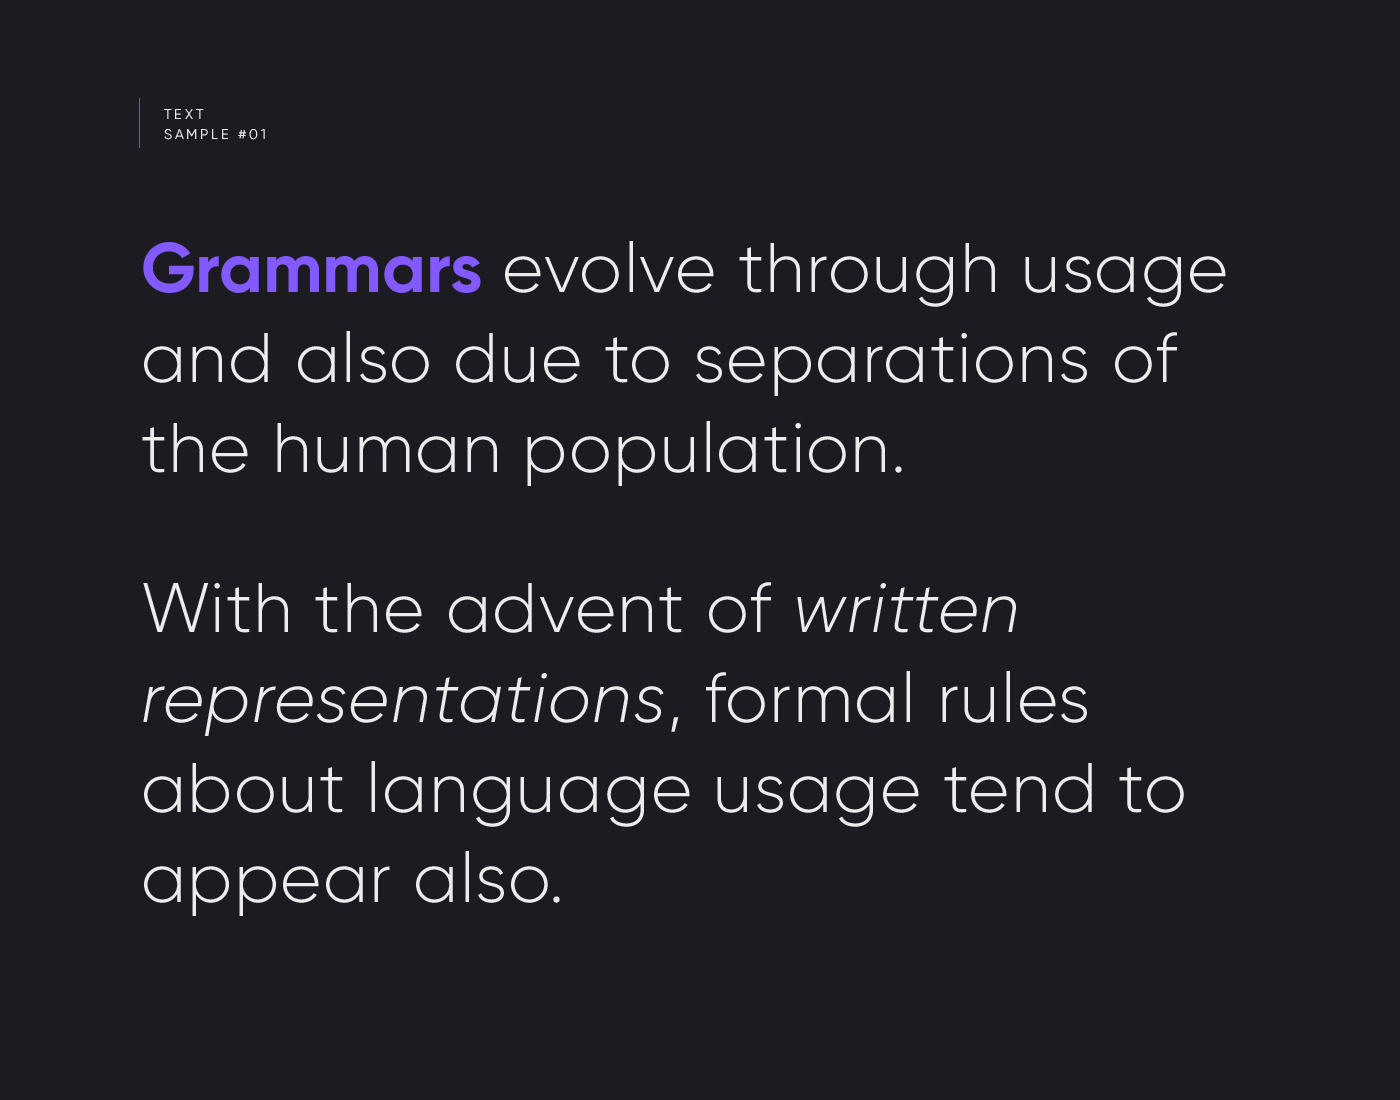 TEXT
SAMPLE #01
Grammars evolve through usage
and also due to separations of
the human population.
With the advent of written
representations, formal rules
about language usage tend to
appear also.